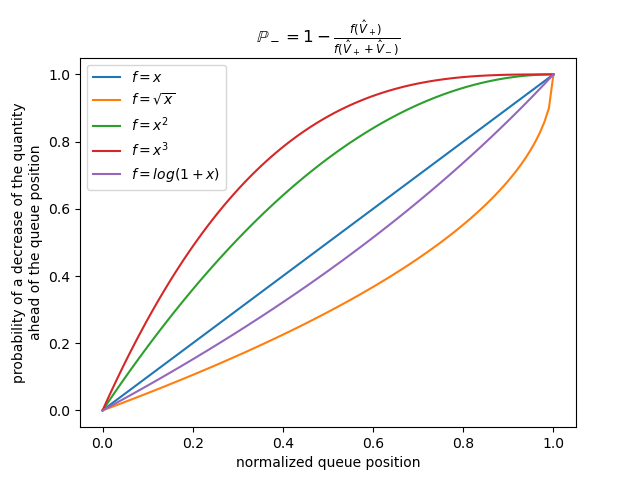 ℙ₋ = 1 − f(V̂₊) / f(V̂₊ + V̂₋)
f = x
f = √x
f = x²
f = x³
f = log(1 + x)
probability of a decrease of the quantity
ahead of the queue position
1.0
0.8
0.6
0.4
0.2
0.0
0.0 0.2 0.4 0.6 0.8 1.0
normalized queue position